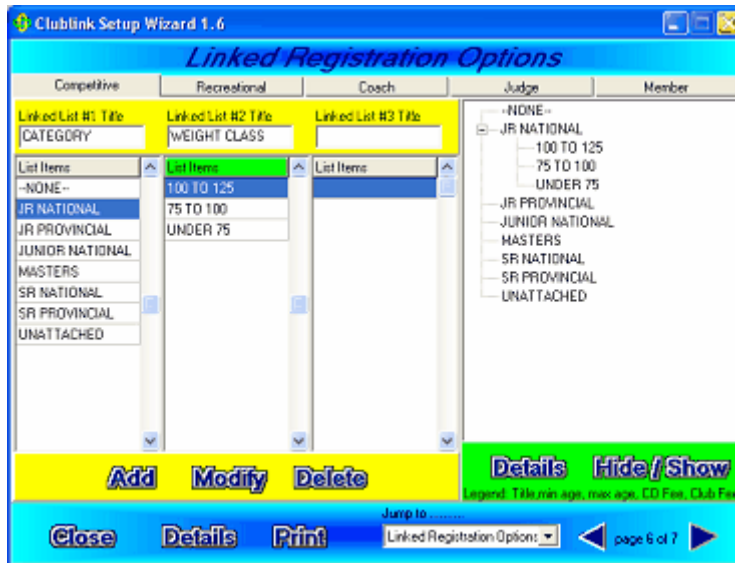 Clublink Setup Wizard 1.6
Linked Registration Options
Competitive Recreational Coach Judge Member
Linked List #1 Title Linked List #2 Title Linked List #3 Title
CATEGORY WEIGHT CLASS
List Items List Items List Items
--NONE--
JR NATIONAL
JR PROVINCIAL
JUNIOR NATIONAL
MASTERS
SR NATIONAL
SR PROVINCIAL
UNATTACHED
100 TO 125
75 TO 100
UNDER 75
--NONE--
JR NATIONAL
100 TO 125
75 TO 100
UNDER 75
JR PROVINCIAL
JUNIOR NATIONAL
MASTERS
SR NATIONAL
SR PROVINCIAL
UNATTACHED
Add Modify Delete
Details Hide / Show
Legend: Title,min age, max age, CO Fee, Club Fee
Close Details Print
Jump to ........
Linked Registration Options
page 6 of 7